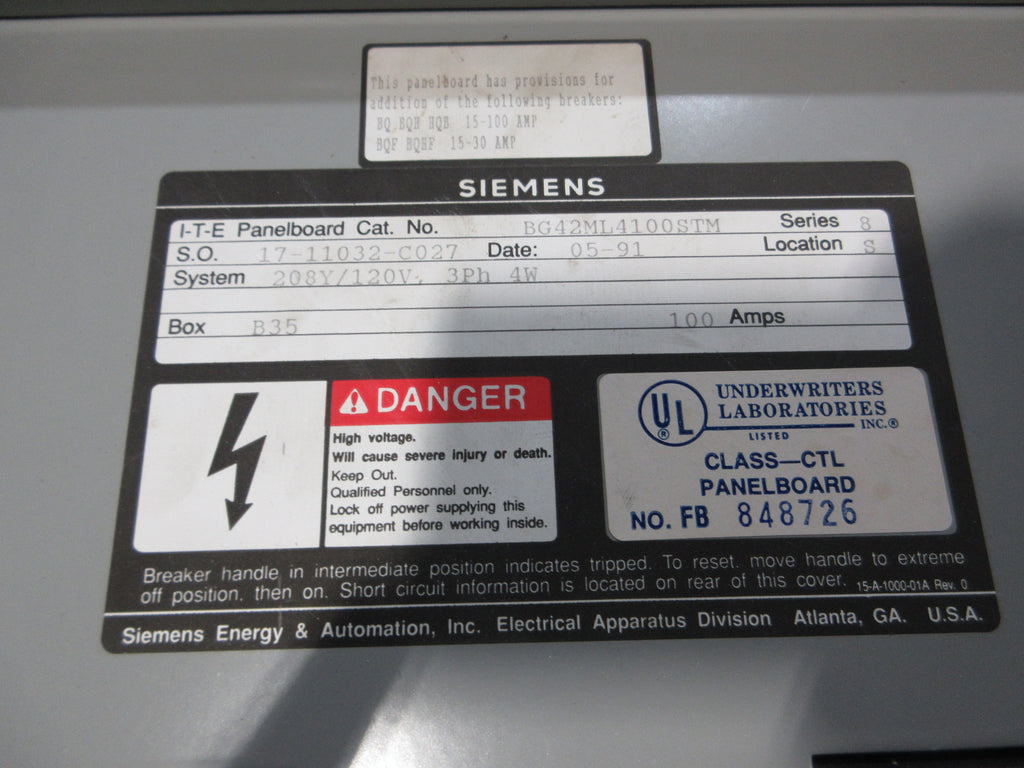 This panelboard has provisions for
addition of the following breakers:
BQ BQH HQH 15-100 AMP
BQF BQHF 15-30 AMP
SIEMENS
I-T-E Panelboard Cat. No. BG42ML4100STM Series 8
S.O. 17-11032-C027 Date: 05-91 Location S
System 208Y/120V, 3Ph 4W
Box B35 100 Amps
DANGER
High voltage.
Will cause severe injury or death.
Keep Out.
Qualified Personnel only.
Lock off power supplying this
equipment before working inside.
UL ®
UNDERWRITERS
LABORATORIES
INC.®
LISTED
CLASS—CTL
PANELBOARD
NO. FB 848726
Breaker handle in intermediate position indicates tripped. To reset, move handle to extreme
off position, then on. Short circuit information is located on rear of this cover. 15-A-1000-01A Rev. 0
Siemens Energy & Automation, Inc. Electrical Apparatus Division Atlanta, GA. U.S.A.